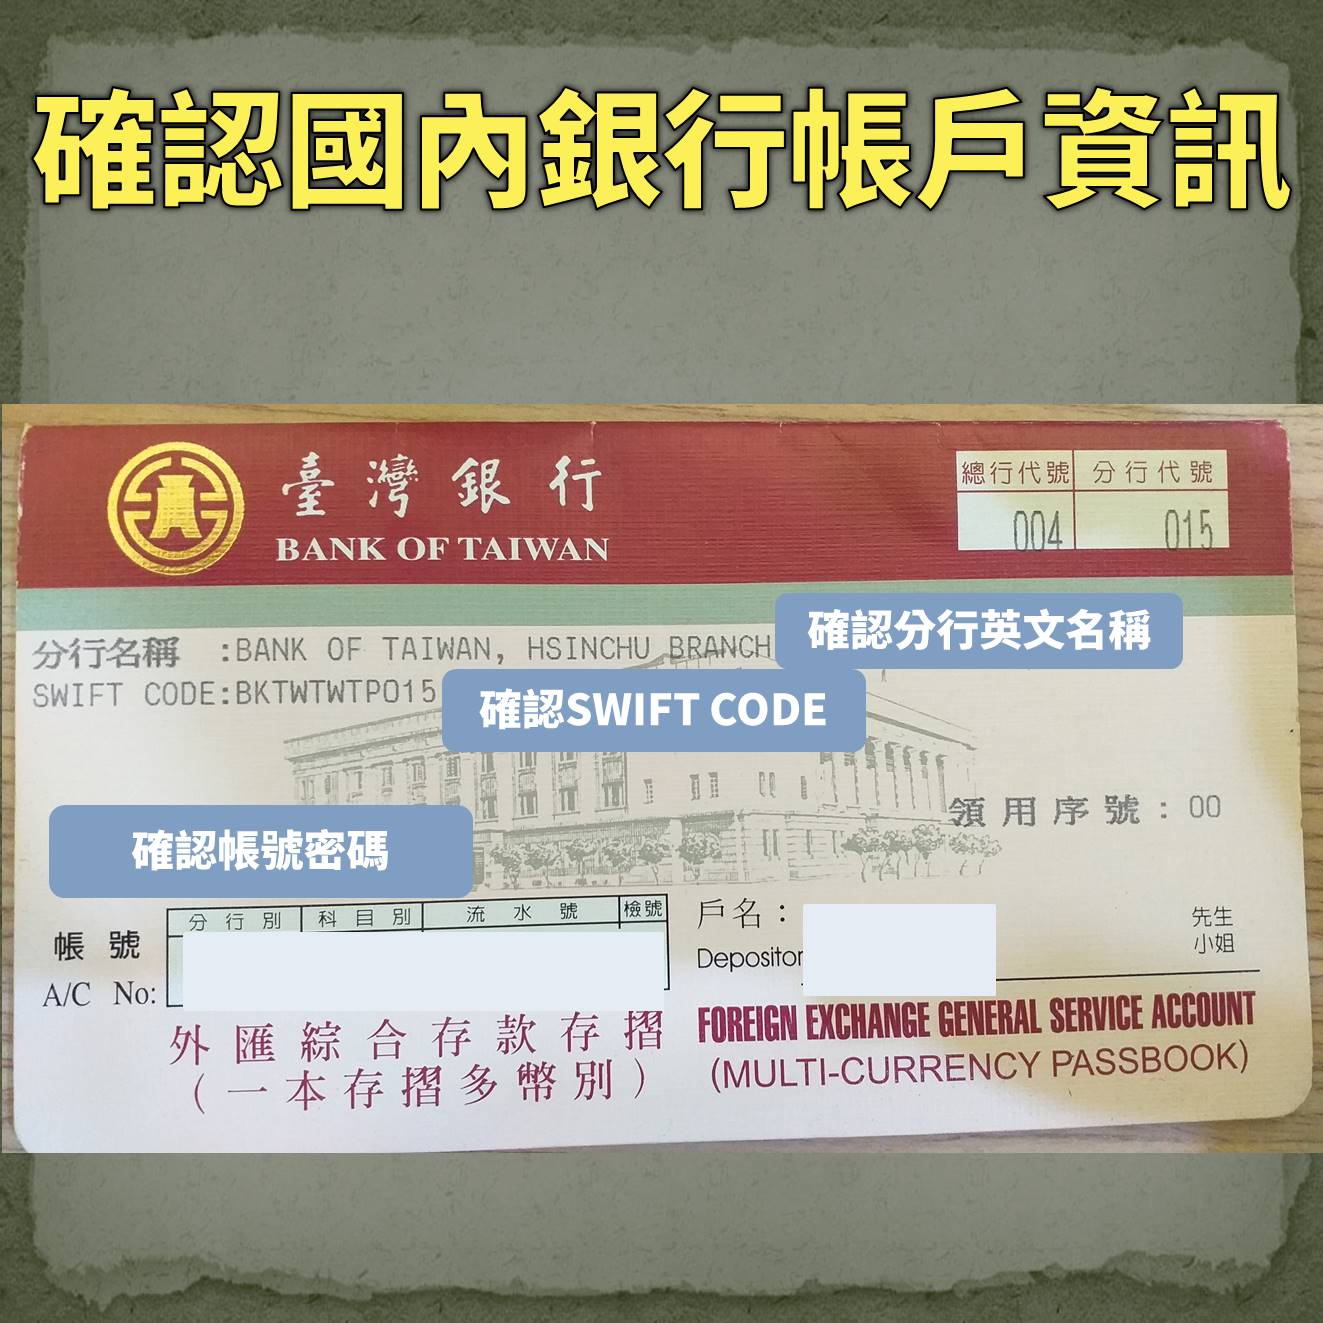 確認國內銀行帳戶資訊
臺灣銀行
BANK OF TAIWAN
總行代號 分行代號
004 015
確認分行英文名稱
分行名稱 :BANK OF TAIWAN, HSINCHU BRANCH
SWIFT CODE:BKTWTWTP015
確認SWIFT CODE
領用序號:00
確認帳號密碼
帳號
A/C No:
分行別 科目別 流水號 檢號
戶名:
Depositor
先生
小姐
外匯綜合存款存摺
(一本存摺多幣別)
FOREIGN EXCHANGE GENERAL SERVICE ACCOUNT
(MULTI-CURRENCY PASSBOOK)